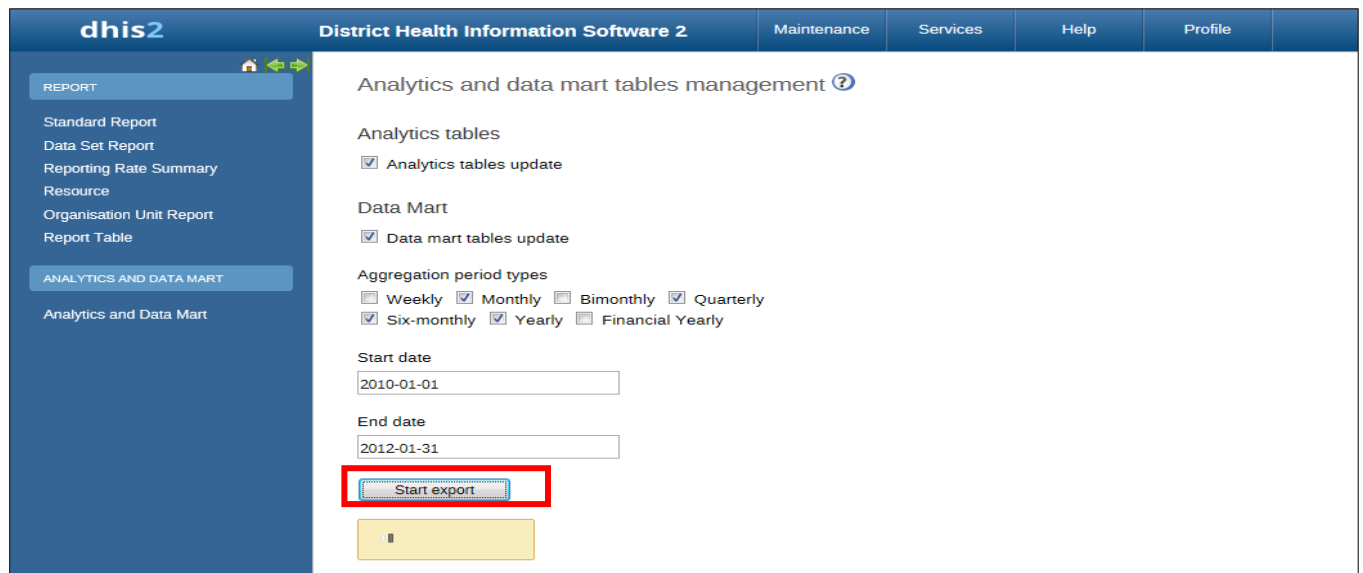 dhis2
District Health Information Software 2
Maintenance
Services
Help
Profile
REPORT
Standard Report
Data Set Report
Reporting Rate Summary
Resource
Organisation Unit Report
Report Table
ANALYTICS AND DATA MART
Analytics and Data Mart
Analytics and data mart tables management ?
Analytics tables
Analytics tables update
Data Mart
Data mart tables update
Aggregation period types
Weekly Monthly Bimonthly Quarterly
Six-monthly Yearly Financial Yearly
Start date
2010-01-01
End date
2012-01-31
Start export